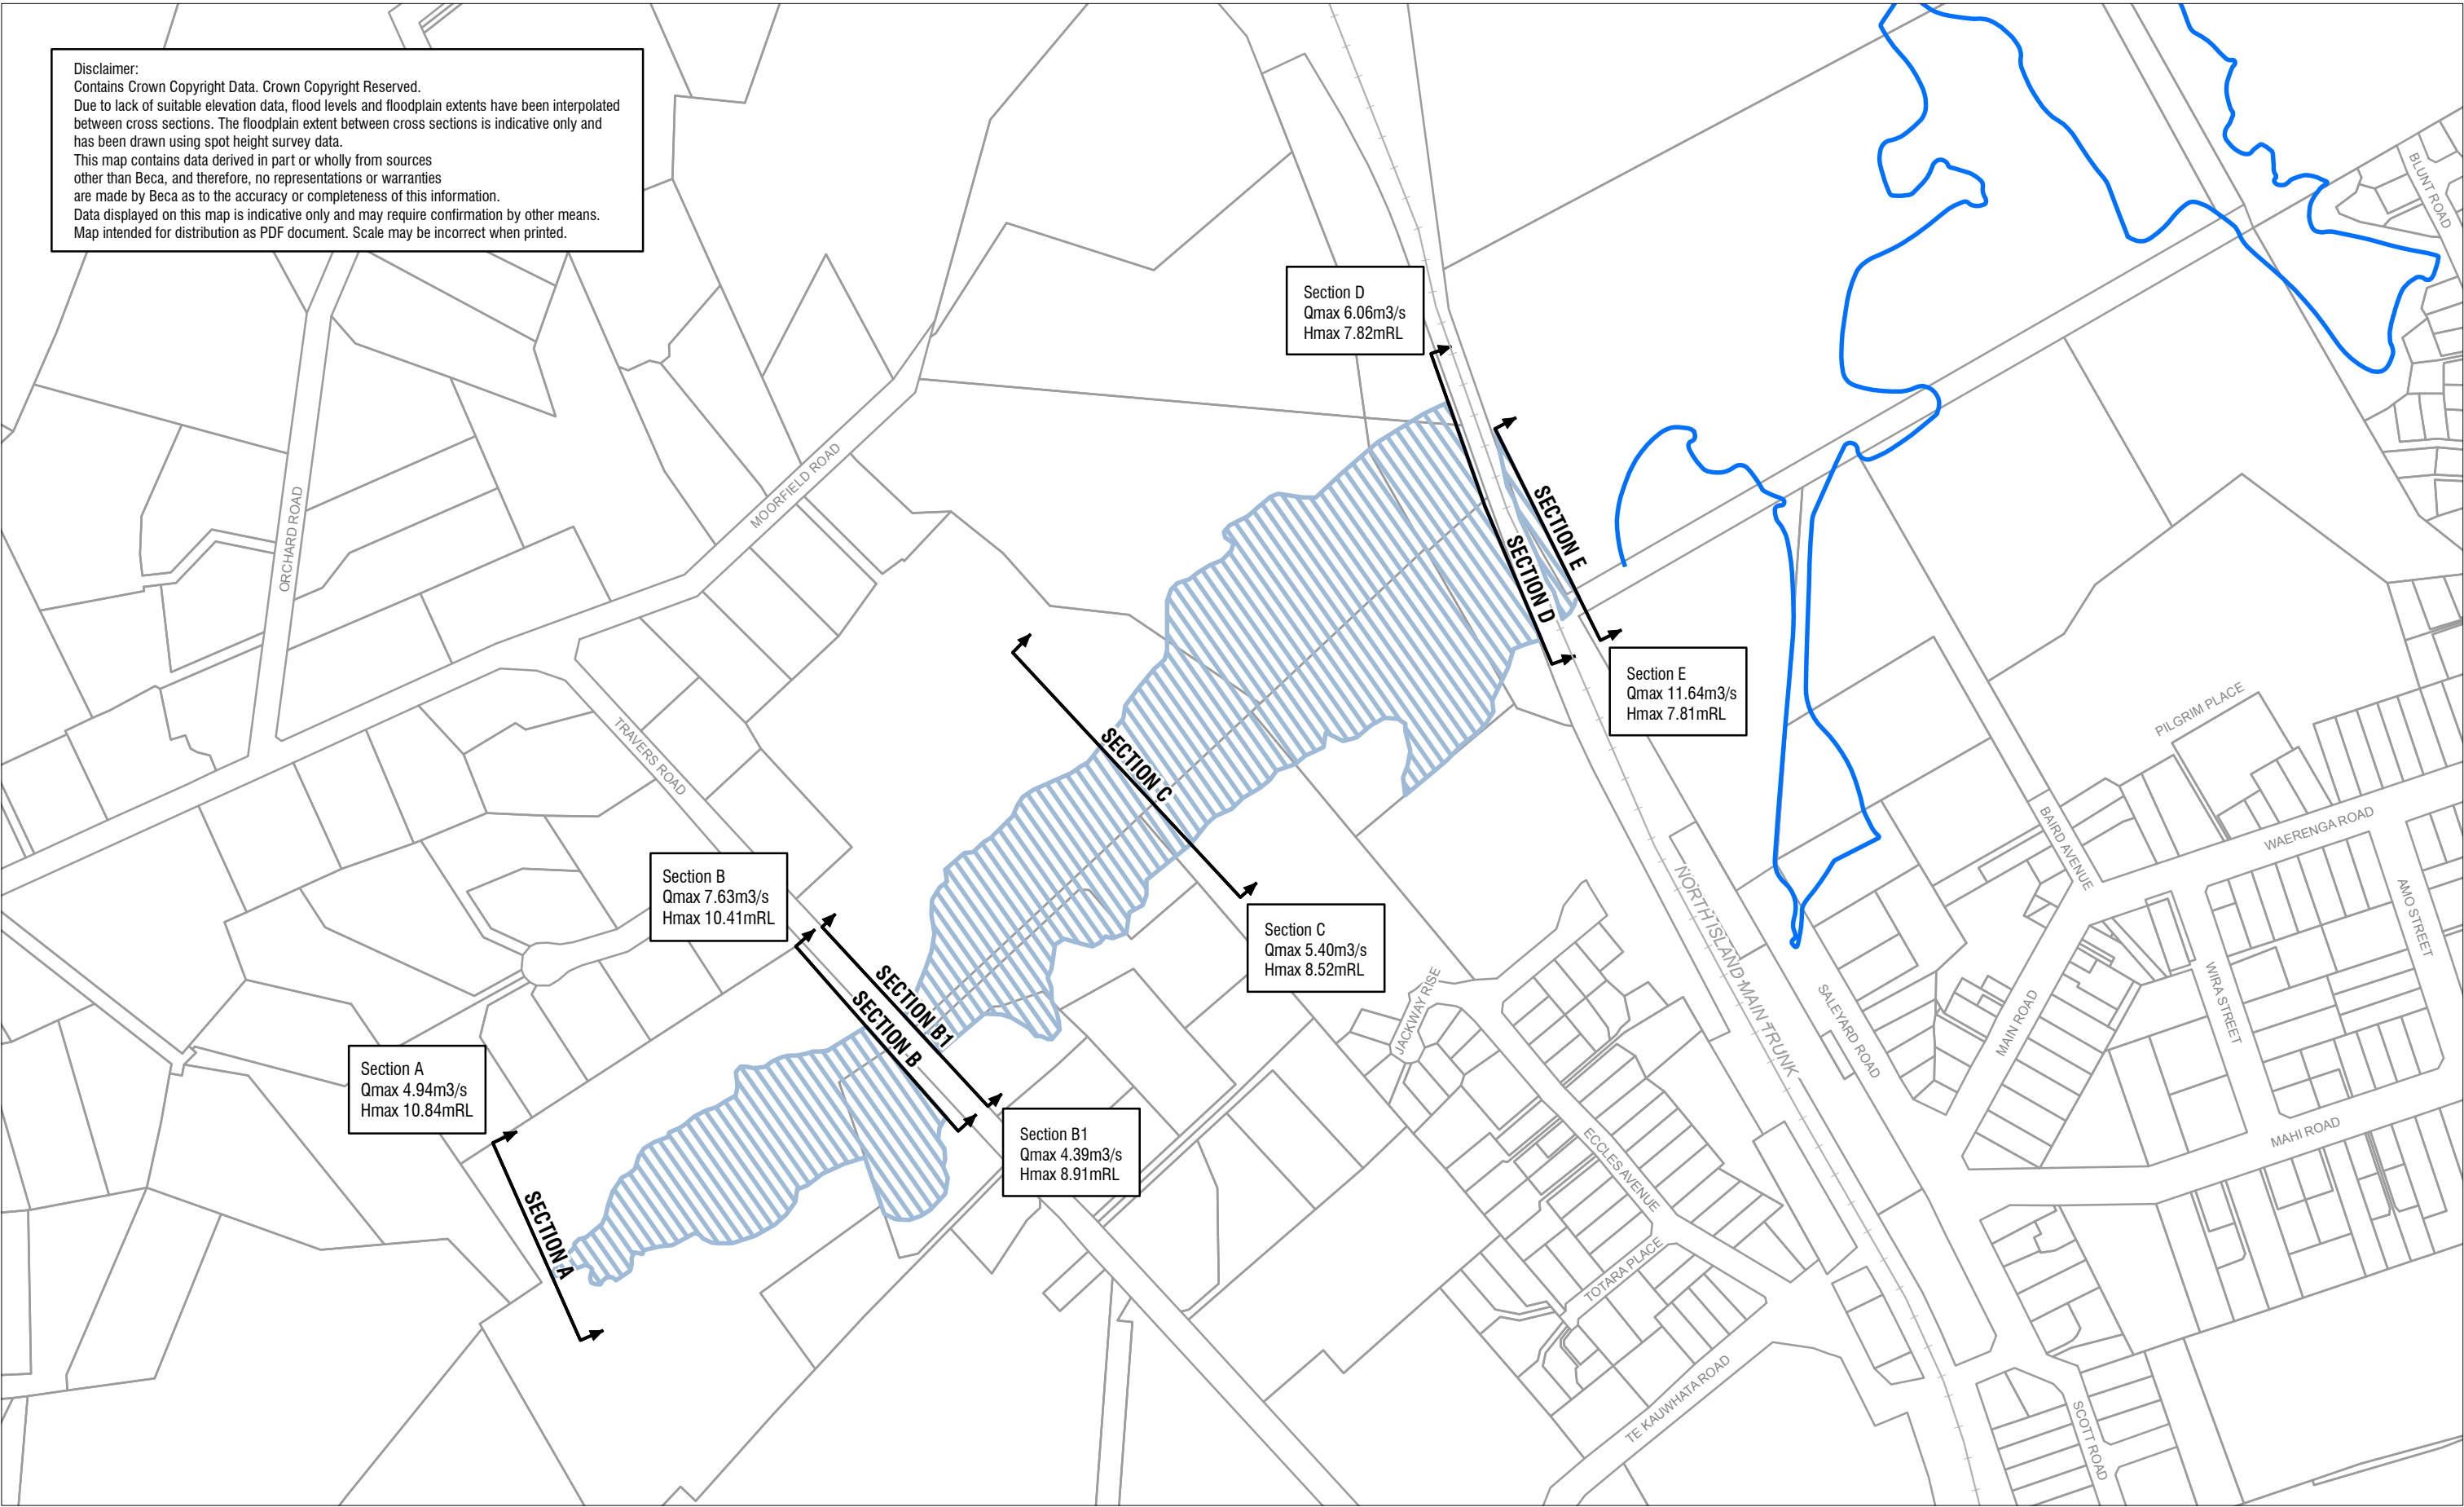 Disclaimer:
Contains Crown Copyright Data. Crown Copyright Reserved.
Due to lack of suitable elevation data, flood levels and floodplain extents have been interpolated
between cross sections. The floodplain extent between cross sections is indicative only and
has been drawn using spot height survey data.
This map contains data derived in part or wholly from sources
other than Beca, and therefore, no representations or warranties
are made by Beca as to the accuracy or completeness of this information.
Data displayed on this map is indicative only and may require confirmation by other means.
Map intended for distribution as PDF document. Scale may be incorrect when printed.
BLUNT ROAD
Section D
Qmax 6.06m3/s
Hmax 7.82mRL
MOORFIELD ROAD
ORCHARD ROAD
SECTION E
SECTION D
Section E
Qmax 11.64m3/s
Hmax 7.81mRL
PILGRIM PLACE
TRAVERS ROAD
SECTION C
BAIRD AVENUE
WAERENGA ROAD
Section B
Qmax 7.63m3/s
Hmax 10.41mRL
NORTH ISLAND MAIN TRUNK
AMO STREET
Section C
Qmax 5.40m3/s
Hmax 8.52mRL
SECTION B1
SECTION B
JACKWAY RISE
SALEYARD ROAD
MAIN ROAD
WIRA STREET
Section A
Qmax 4.94m3/s
Hmax 10.84mRL
Section B1
Qmax 4.39m3/s
Hmax 8.91mRL
MAHI ROAD
ECCLES AVENUE
SECTION A
TOTARA PLACE
TE KAUWHATA ROAD
SCOTT ROAD